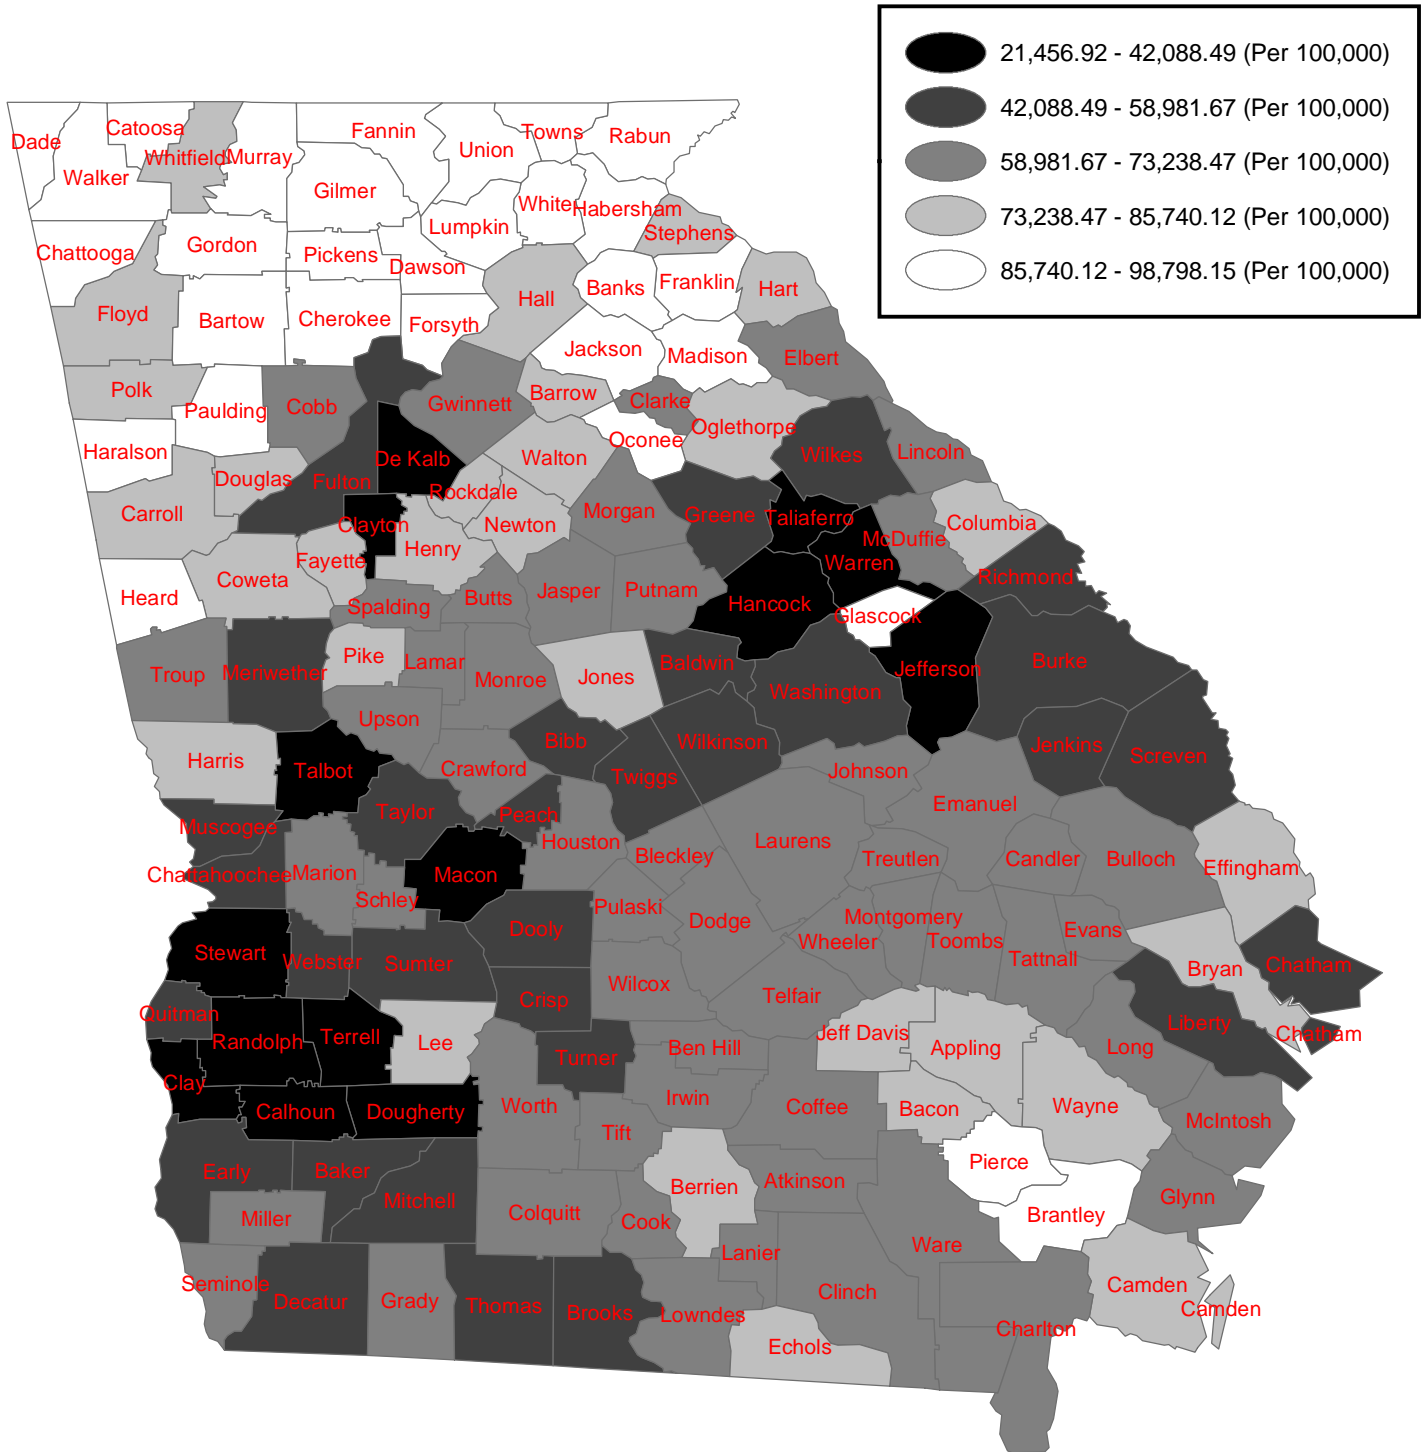 21,456.92 - 42,088.49 (Per 100,000)
42,088.49 - 58,981.67 (Per 100,000)
58,981.67 - 73,238.47 (Per 100,000)
73,238.47 - 85,740.12 (Per 100,000)
85,740.12 - 98,798.15 (Per 100,000)
Dade
Catoosa
Whitfield
Murray
Fannin
Union
Towns
Rabun
Walker
Gilmer
White
Habersham
Stephens
Lumpkin
Chattooga
Gordon
Pickens
Dawson
Hall
Banks
Franklin
Hart
Floyd
Bartow
Cherokee
Forsyth
Jackson
Madison
Elbert
Polk
Paulding
Cobb
Gwinnett
Barrow
Clarke
Oglethorpe
Oconee
Haralson
Douglas
Fulton
De Kalb
Rockdale
Walton
Wilkes
Lincoln
Carroll
Clayton
Newton
Morgan
Greene
Taliaferro
McDuffie
Columbia
Fayette
Henry
Warren
Richmond
Heard
Coweta
Spalding
Butts
Jasper
Putnam
Hancock
Glascock
Troup
Meriwether
Pike
Lamar
Monroe
Jones
Baldwin
Washington
Jefferson
Burke
Upson
Harris
Talbot
Crawford
Bibb
Twiggs
Wilkinson
Johnson
Jenkins
Screven
Muscogee
Taylor
Peach
Houston
Bleckley
Laurens
Emanuel
Treutlen
Candler
Bulloch
Effingham
Chattahoochee
Marion
Schley
Macon
Pulaski
Dodge
Montgomery
Wheeler
Toombs
Evans
Tattnall
Stewart
Webster
Sumter
Dooly
Wilcox
Telfair
Bryan
Chatham
Quitman
Randolph
Terrell
Lee
Crisp
Turner
Ben Hill
Jeff Davis
Appling
Long
Liberty
Chatham
Clay
Calhoun
Dougherty
Worth
Irwin
Coffee
Bacon
Wayne
McIntosh
Tift
Early
Baker
Mitchell
Berrien
Atkinson
Pierce
Glynn
Miller
Colquitt
Cook
Brantley
Lanier
Ware
Seminole
Decatur
Grady
Thomas
Brooks
Lowndes
Clinch
Camden
Camden
Charlton
Echols